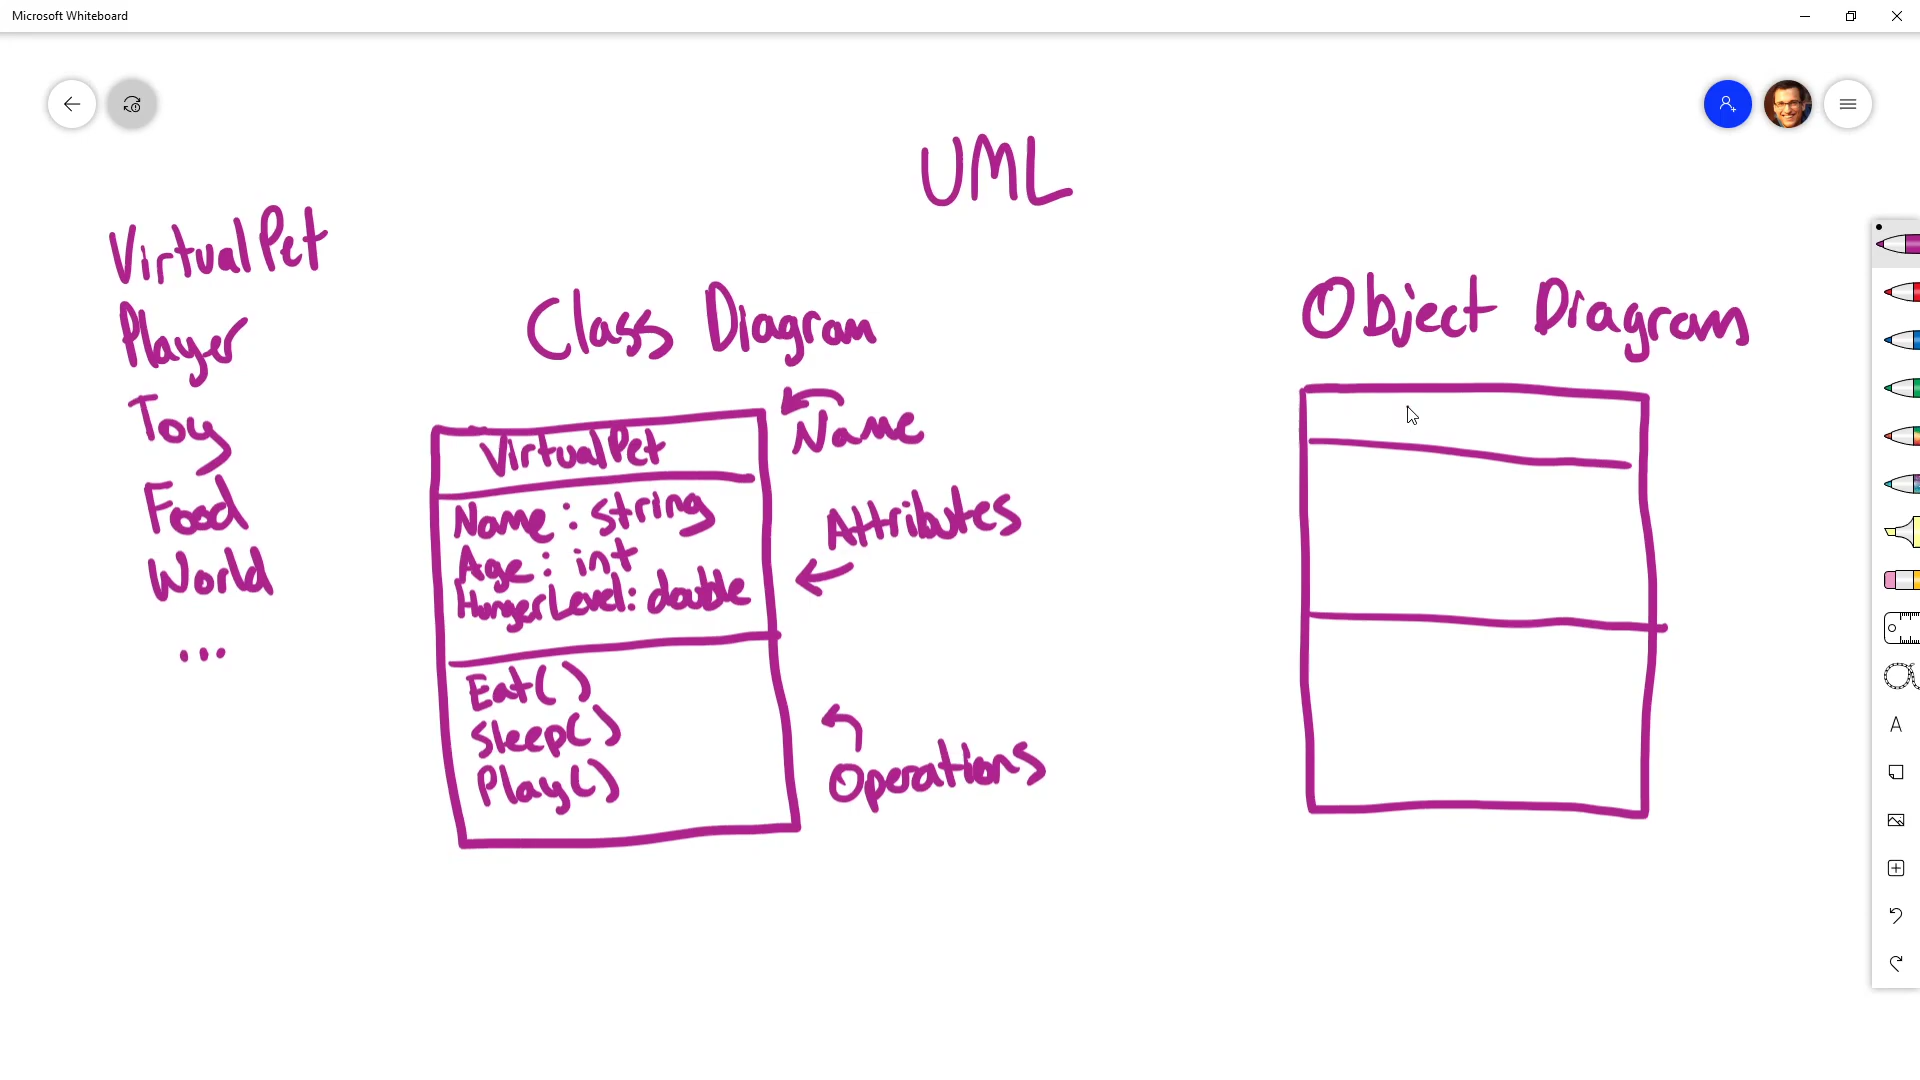 Microsoft Whiteboard
UML
VirtualPet
Player
Toy
Food
World
...
Class Diagram
VirtualPet
Name : string
Age : int
HungerLevel: double
Eat()
Sleep()
Play()
Name
Attributes
Operations
Object Diagram
A